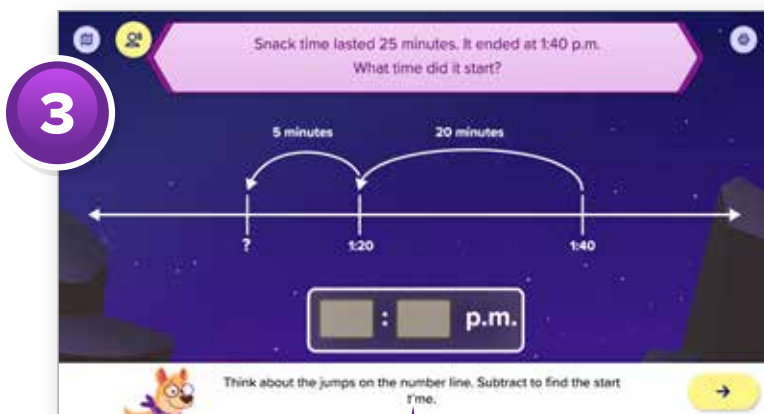 Snack time lasted 25 minutes. It ended at 1:40 p.m.
What time did it start?
3
5 minutes
20 minutes
?
1:20
1:40
: p.m.
Think about the jumps on the number line. Subtract to find the start
time.